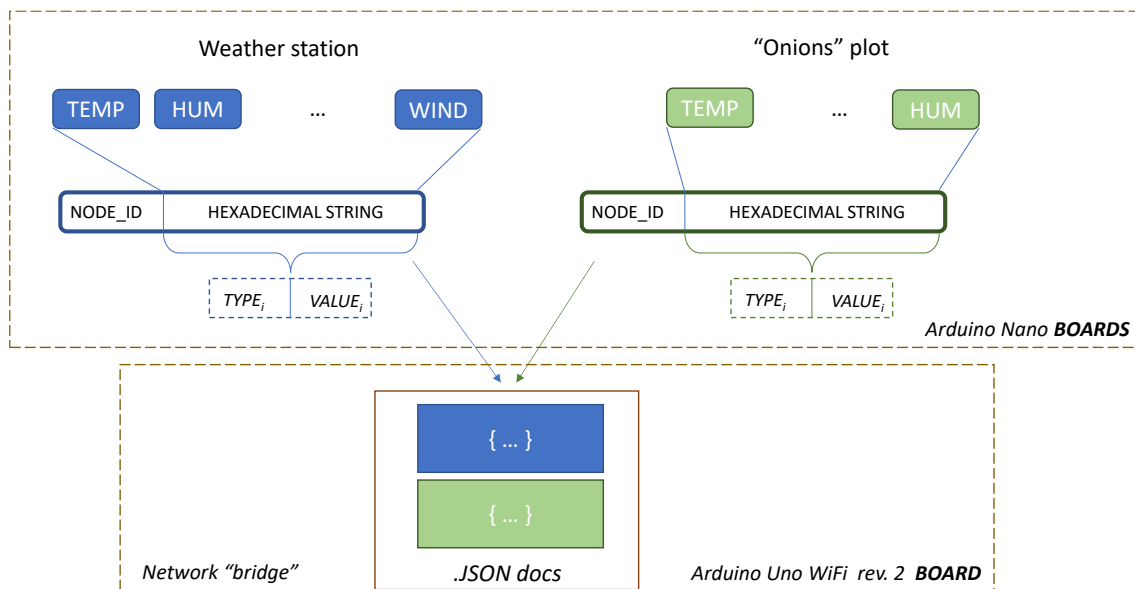 Weather station
“Onions” plot
TEMP HUM ... WIND
TEMP ... HUM
NODE_ID HEXADECIMAL STRING
NODE_ID HEXADECIMAL STRING
TYPEi VALUEi
TYPEi VALUEi
Arduino Nano BOARDS
{ ... }
{ ... }
Network “bridge”
.JSON docs
Arduino Uno WiFi rev. 2 BOARD